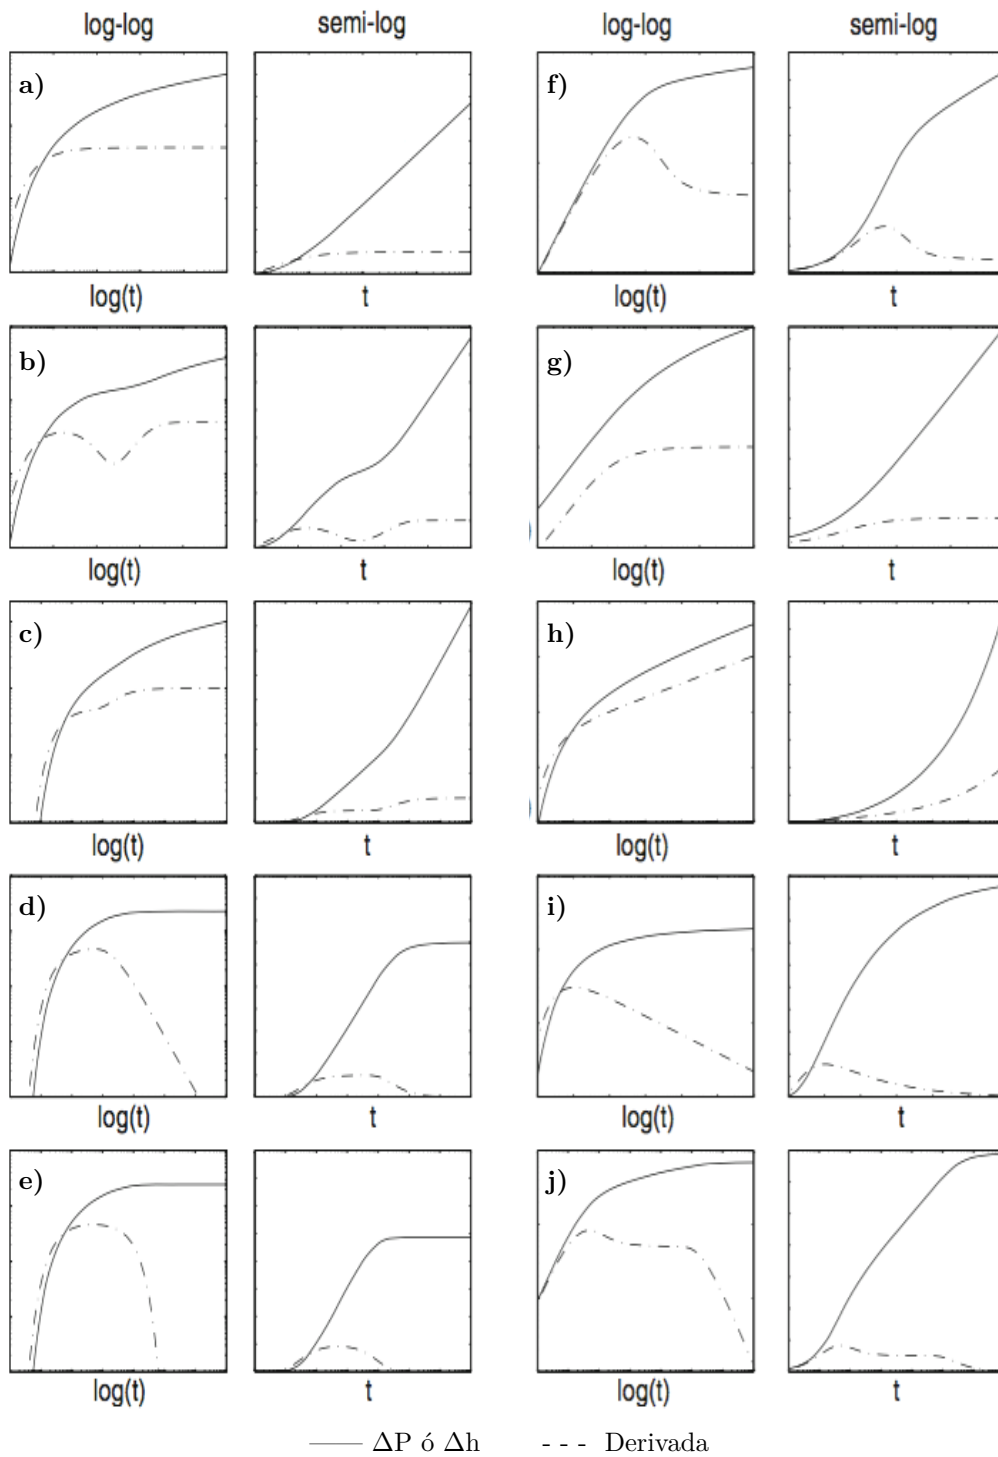 log-log semi-log log-log semi-log
a) f)
log(t) t log(t) t
b) g)
log(t) t log(t) t
c) h)
log(t) t log(t) t
d) i)
log(t) t log(t) t
e) j)
log(t) t log(t) t
ΔP ó Δh Derivada